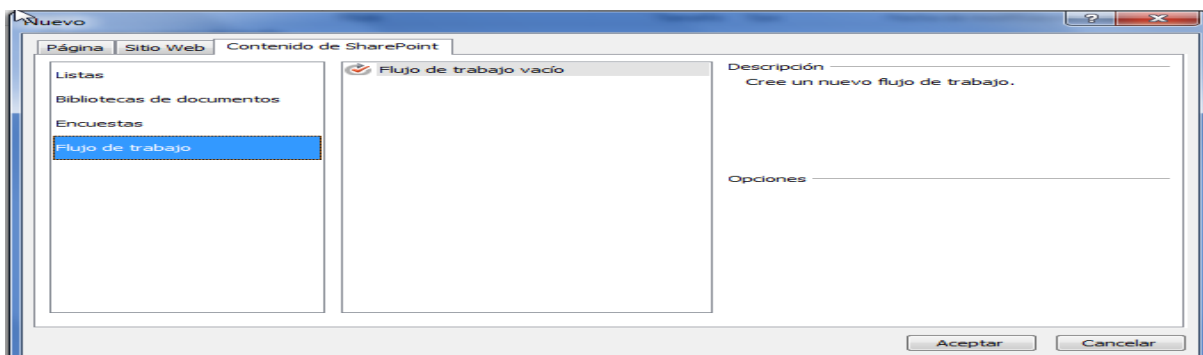 Nuevo
Página Sitio Web Contenido de SharePoint
Listas
Bibliotecas de documentos
Encuestas
Flujo de trabajo
Flujo de trabajo vacío
Descripción
Cree un nuevo flujo de trabajo.
Opciones
Aceptar Cancelar